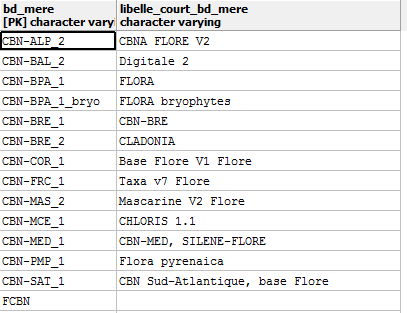 bd_mere libelle_court_bd_mere
[PK] character varyi character varying
CBN-ALP_2 CBNA FLORE V2
CBN-BAL_2 Digitale 2
CBN-BPA_1 FLORA
CBN-BPA_1_bryo FLORA bryophytes
CBN-BRE_1 CBN-BRE
CBN-BRE_2 CLADONIA
CBN-COR_1 Base Flore V1 Flore
CBN-FRC_1 Taxa v7 Flore
CBN-MAS_2 Mascarine V2 Flore
CBN-MCE_1 CHLORIS 1.1
CBN-MED_1 CBN-MED, SILENE-FLORE
CBN-PMP_1 Flora pyrenaica
CBN-SAT_1 CBN Sud-Atlantique, base Flore
FCBN